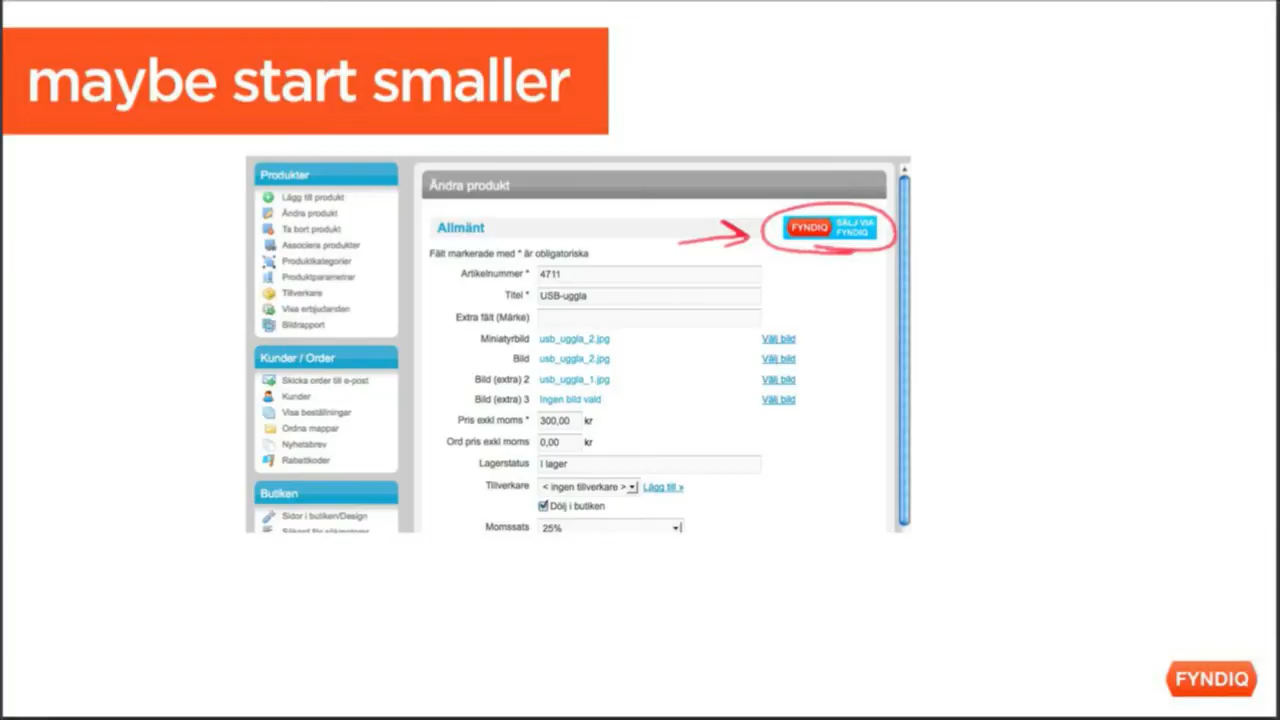 maybe start smaller
Produkter
Lägg till produkt
Ändra produkt
Ta bort produkt
Associera produkter
Produktkategorier
Produktparametrar
Tillverkare
Visa erbjudanden
Bildrapport
Kunder / Order
Skicka order till e-post
Kunder
Visa beställningar
Ordna mappar
Nyhetsbrev
Rabattkoder
Butiken
Sidor i butiken/Design
Ändra produkt
Allmänt
FYNDIQ
SÄLJ VIA
FYNDIQ
Fält markerade med * är obligatoriska
Artikelnummer * 4711
Titel * USB-uggla
Extra fält (Märke)
Miniatyrbild usb_uggla_2.jpg Välj bild
Bild usb_uggla_2.jpg Välj bild
Bild (extra) 2 usb_uggla_1.jpg Välj bild
Bild (extra) 3 Ingen bild vald Välj bild
Pris exkl moms * 300,00 kr
Ord pris exkl moms 0,00 kr
Lagerstatus I lager
Tillverkare < ingen tillverkare > Lägg till »
Dölj i butiken
Momssats 25%
FYNDIQ